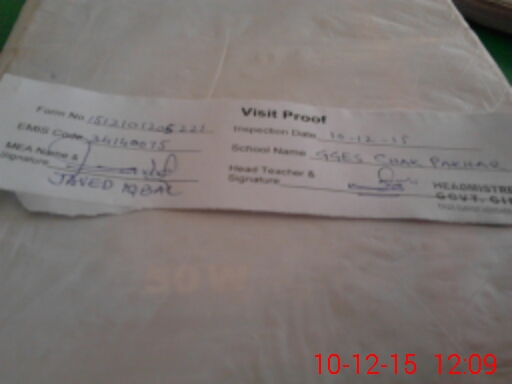 Visit Proof
Form No. 1512101205221
Inspection Date 10-12-15
EMIS Code 34140075
School Name GGES CHAK PAKHAR
MEA Name & Signature
JAVED IQBAL
Head Teacher & Signature
HEADMISTRE
GOVT. GI
10-12-15 12:09